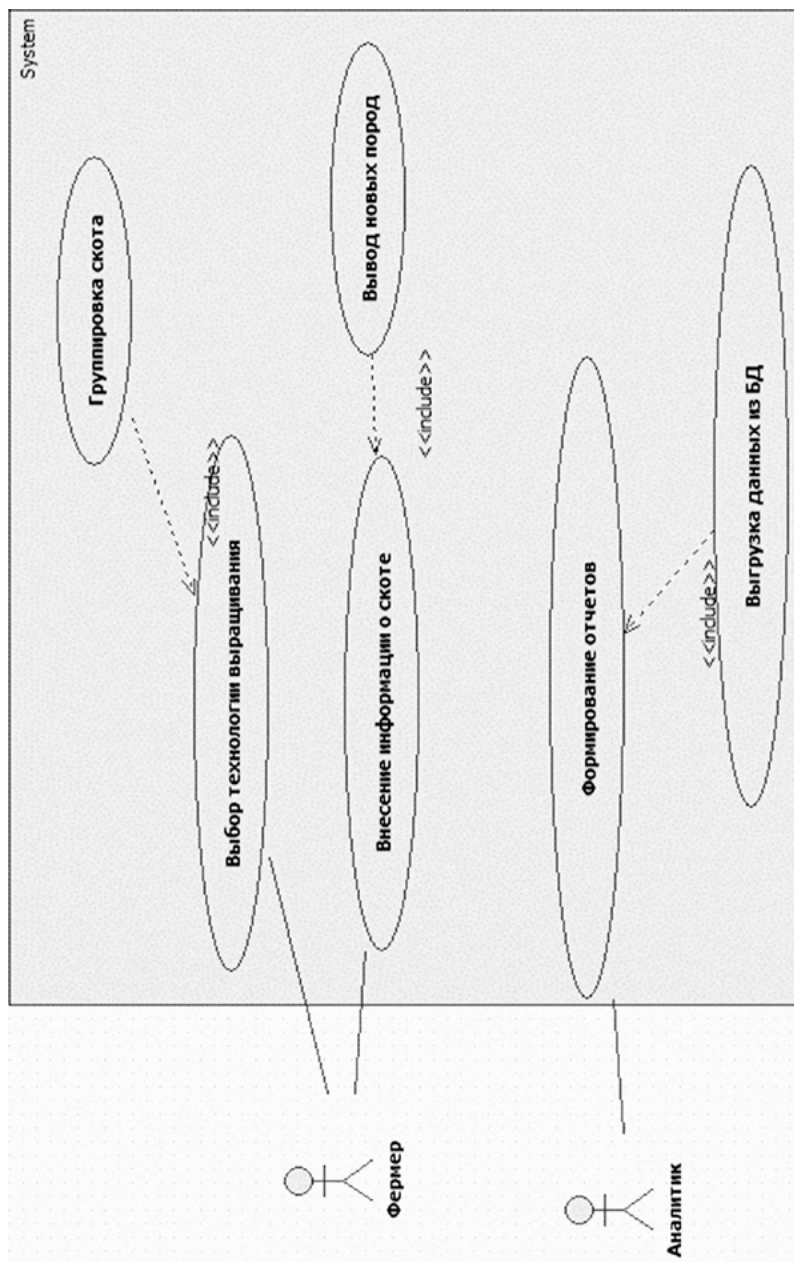 System
Группировка скота
<<include>>
Выбор технологии выращивания
Вывод новых пород
<<include>>
Внесение информации о скоте
Фермер
Формирование отчетов
<<include>>
Выгрузка данных из БД
Аналитик